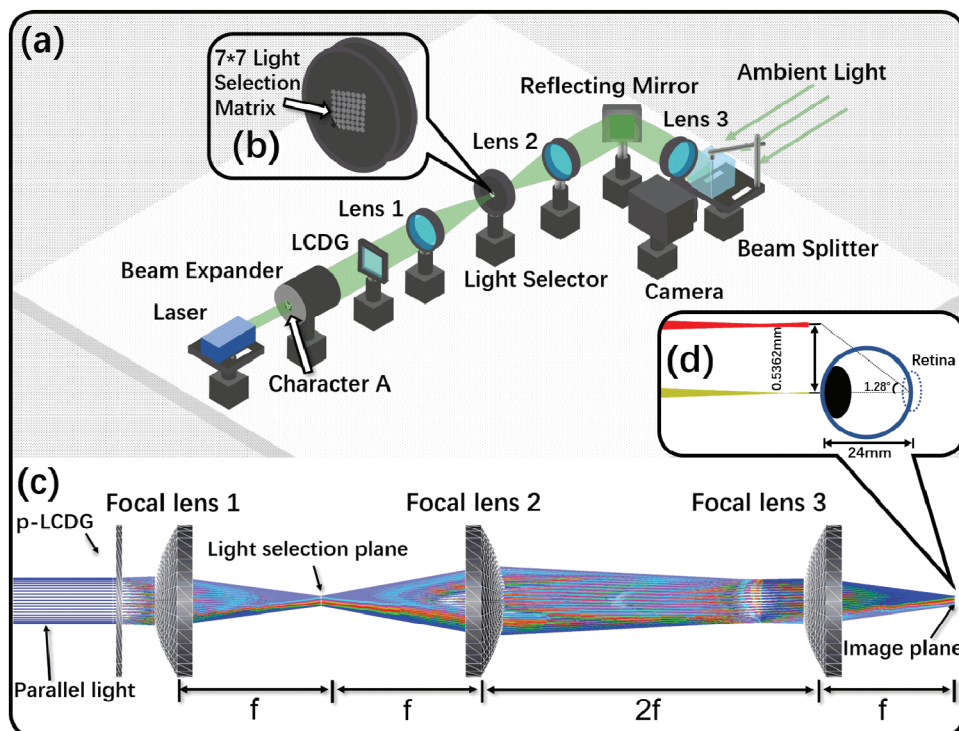 (a)
7*7 Light
Selection
Matrix
(b)
Reflecting Mirror
Ambient Light
Lens 3
Lens 2
Lens 1
LCDG
Beam Expander
Laser
Light Selector
Beam Splitter
Camera
Character A
(d)
0.5362mm
1.28°
Retina
24mm
(c)
p-LCDG
Focal lens 1
Focal lens 2
Focal lens 3
Light selection plane
Parallel light
Image plane
f
f
2f
f